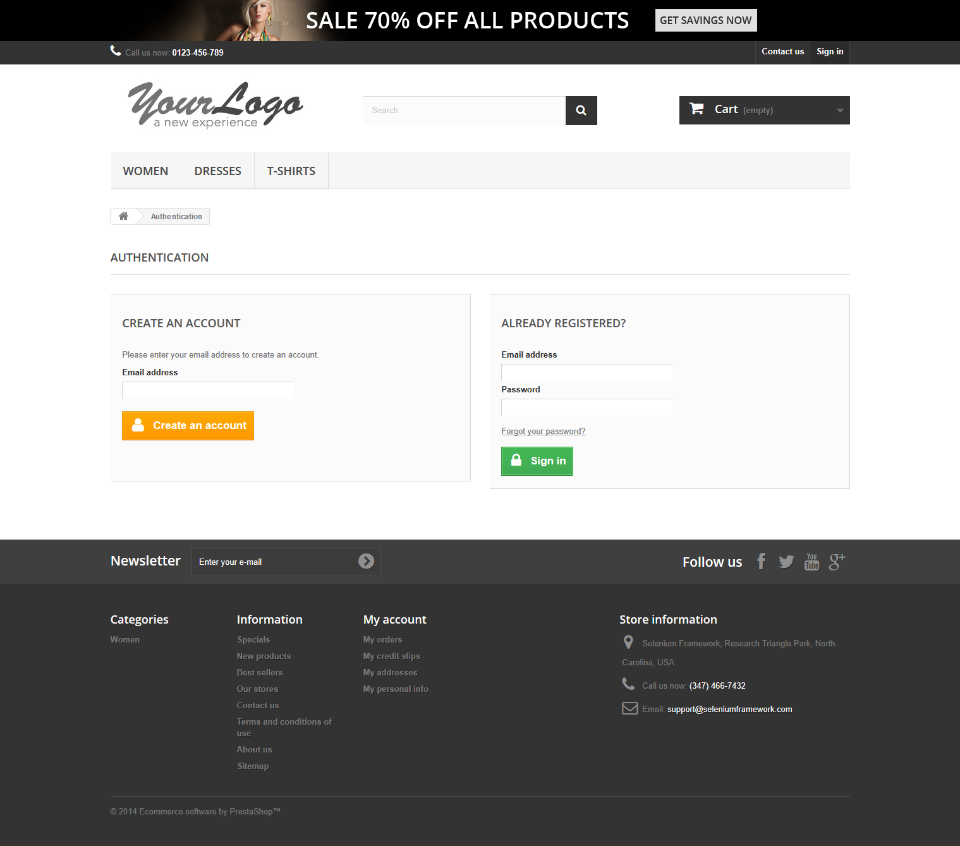 SALE 70% OFF ALL PRODUCTS GET SAVINGS NOW
Call us now: 0123-456-789 Contact us Sign in
YourLogo
a new experience
Search
Cart (empty)
WOMEN DRESSES T-SHIRTS
Authentication
AUTHENTICATION
CREATE AN ACCOUNT
Please enter your email address to create an account.
Email address
Create an account
ALREADY REGISTERED?
Email address
Password
Forgot your password?
Sign in
Newsletter Enter your e-mail
Follow us
You
Tube
g+
Categories
Women
Information
Specials
New products
Best sellers
Our stores
Contact us
Terms and conditions of
use
About us
Sitemap
My account
My orders
My credit slips
My addresses
My personal info
Store information
Selenium Framework, Research Triangle Park, North
Carolina, USA
Call us now: (347) 466-7432
Email: support@seleniumframework.com
© 2014 Ecommerce software by PrestaShop™